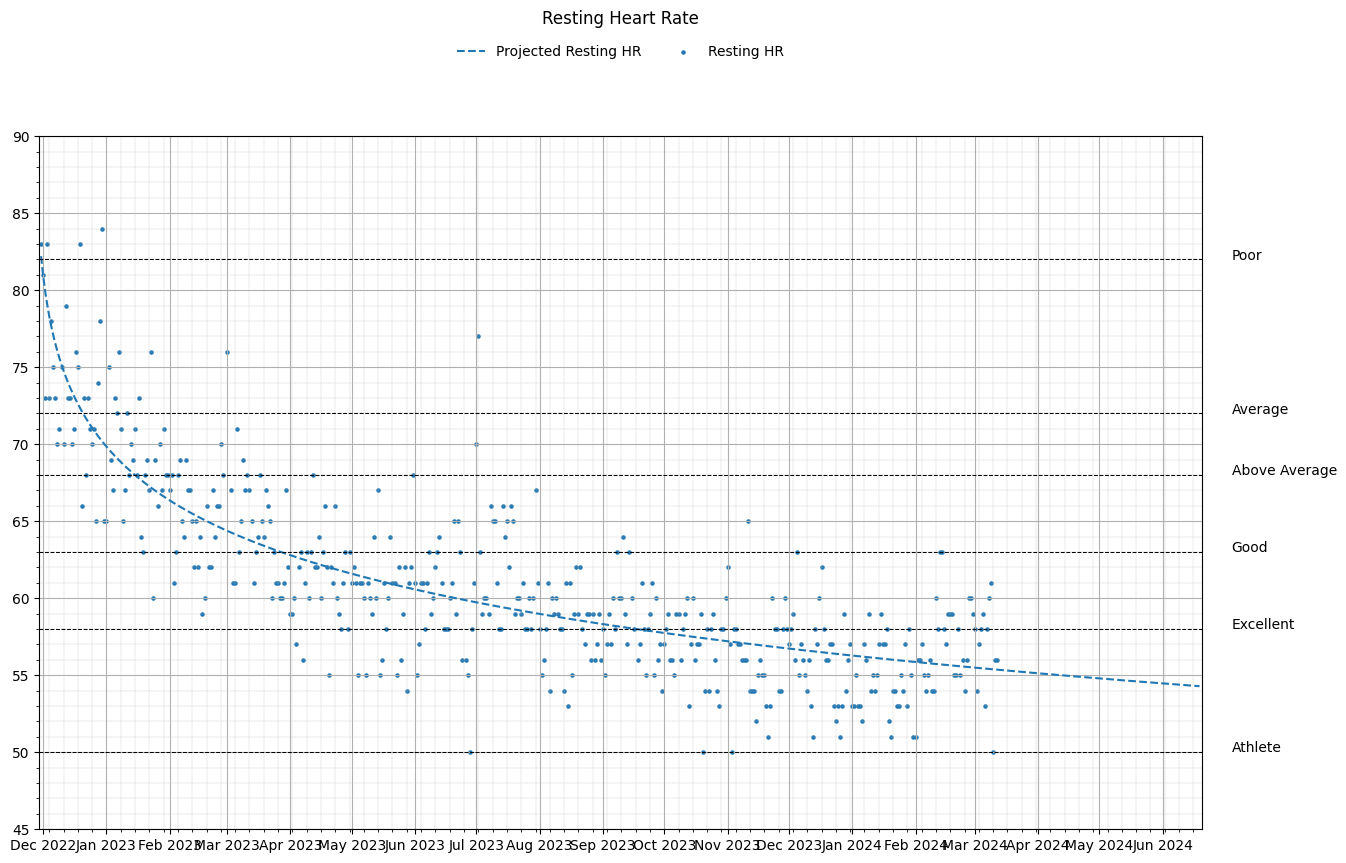 Resting Heart Rate
Projected Resting HR
Resting HR
90
85
80
75
70
65
60
55
50
45
Poor
Average
Above Average
Good
Excellent
Athlete
Dec 2022 Jan 2023 Feb 2023 Mar 2023 Apr 2023 May 2023 Jun 2023 Jul 2023 Aug 2023 Sep 2023 Oct 2023 Nov 2023 Dec 2023 Jan 2024 Feb 2024 Mar 2024 Apr 2024 May 2024 Jun 2024